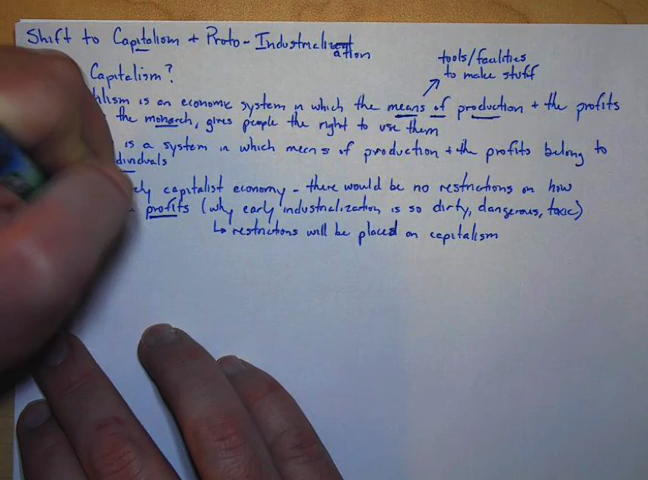 Shift to Capitalism + Proto-Industrialization
tools/facilities
to make stuff
Capitalism?
is an economic system in which the means of production + the profits
the monarch, gives people the right to use them
is a system in which means of production + the profits belong to
capitalist economy - there would be no restrictions on how
profits (why early industrialization is so dirty, dangerous, toxic)
↳ restrictions will be placed on capitalism